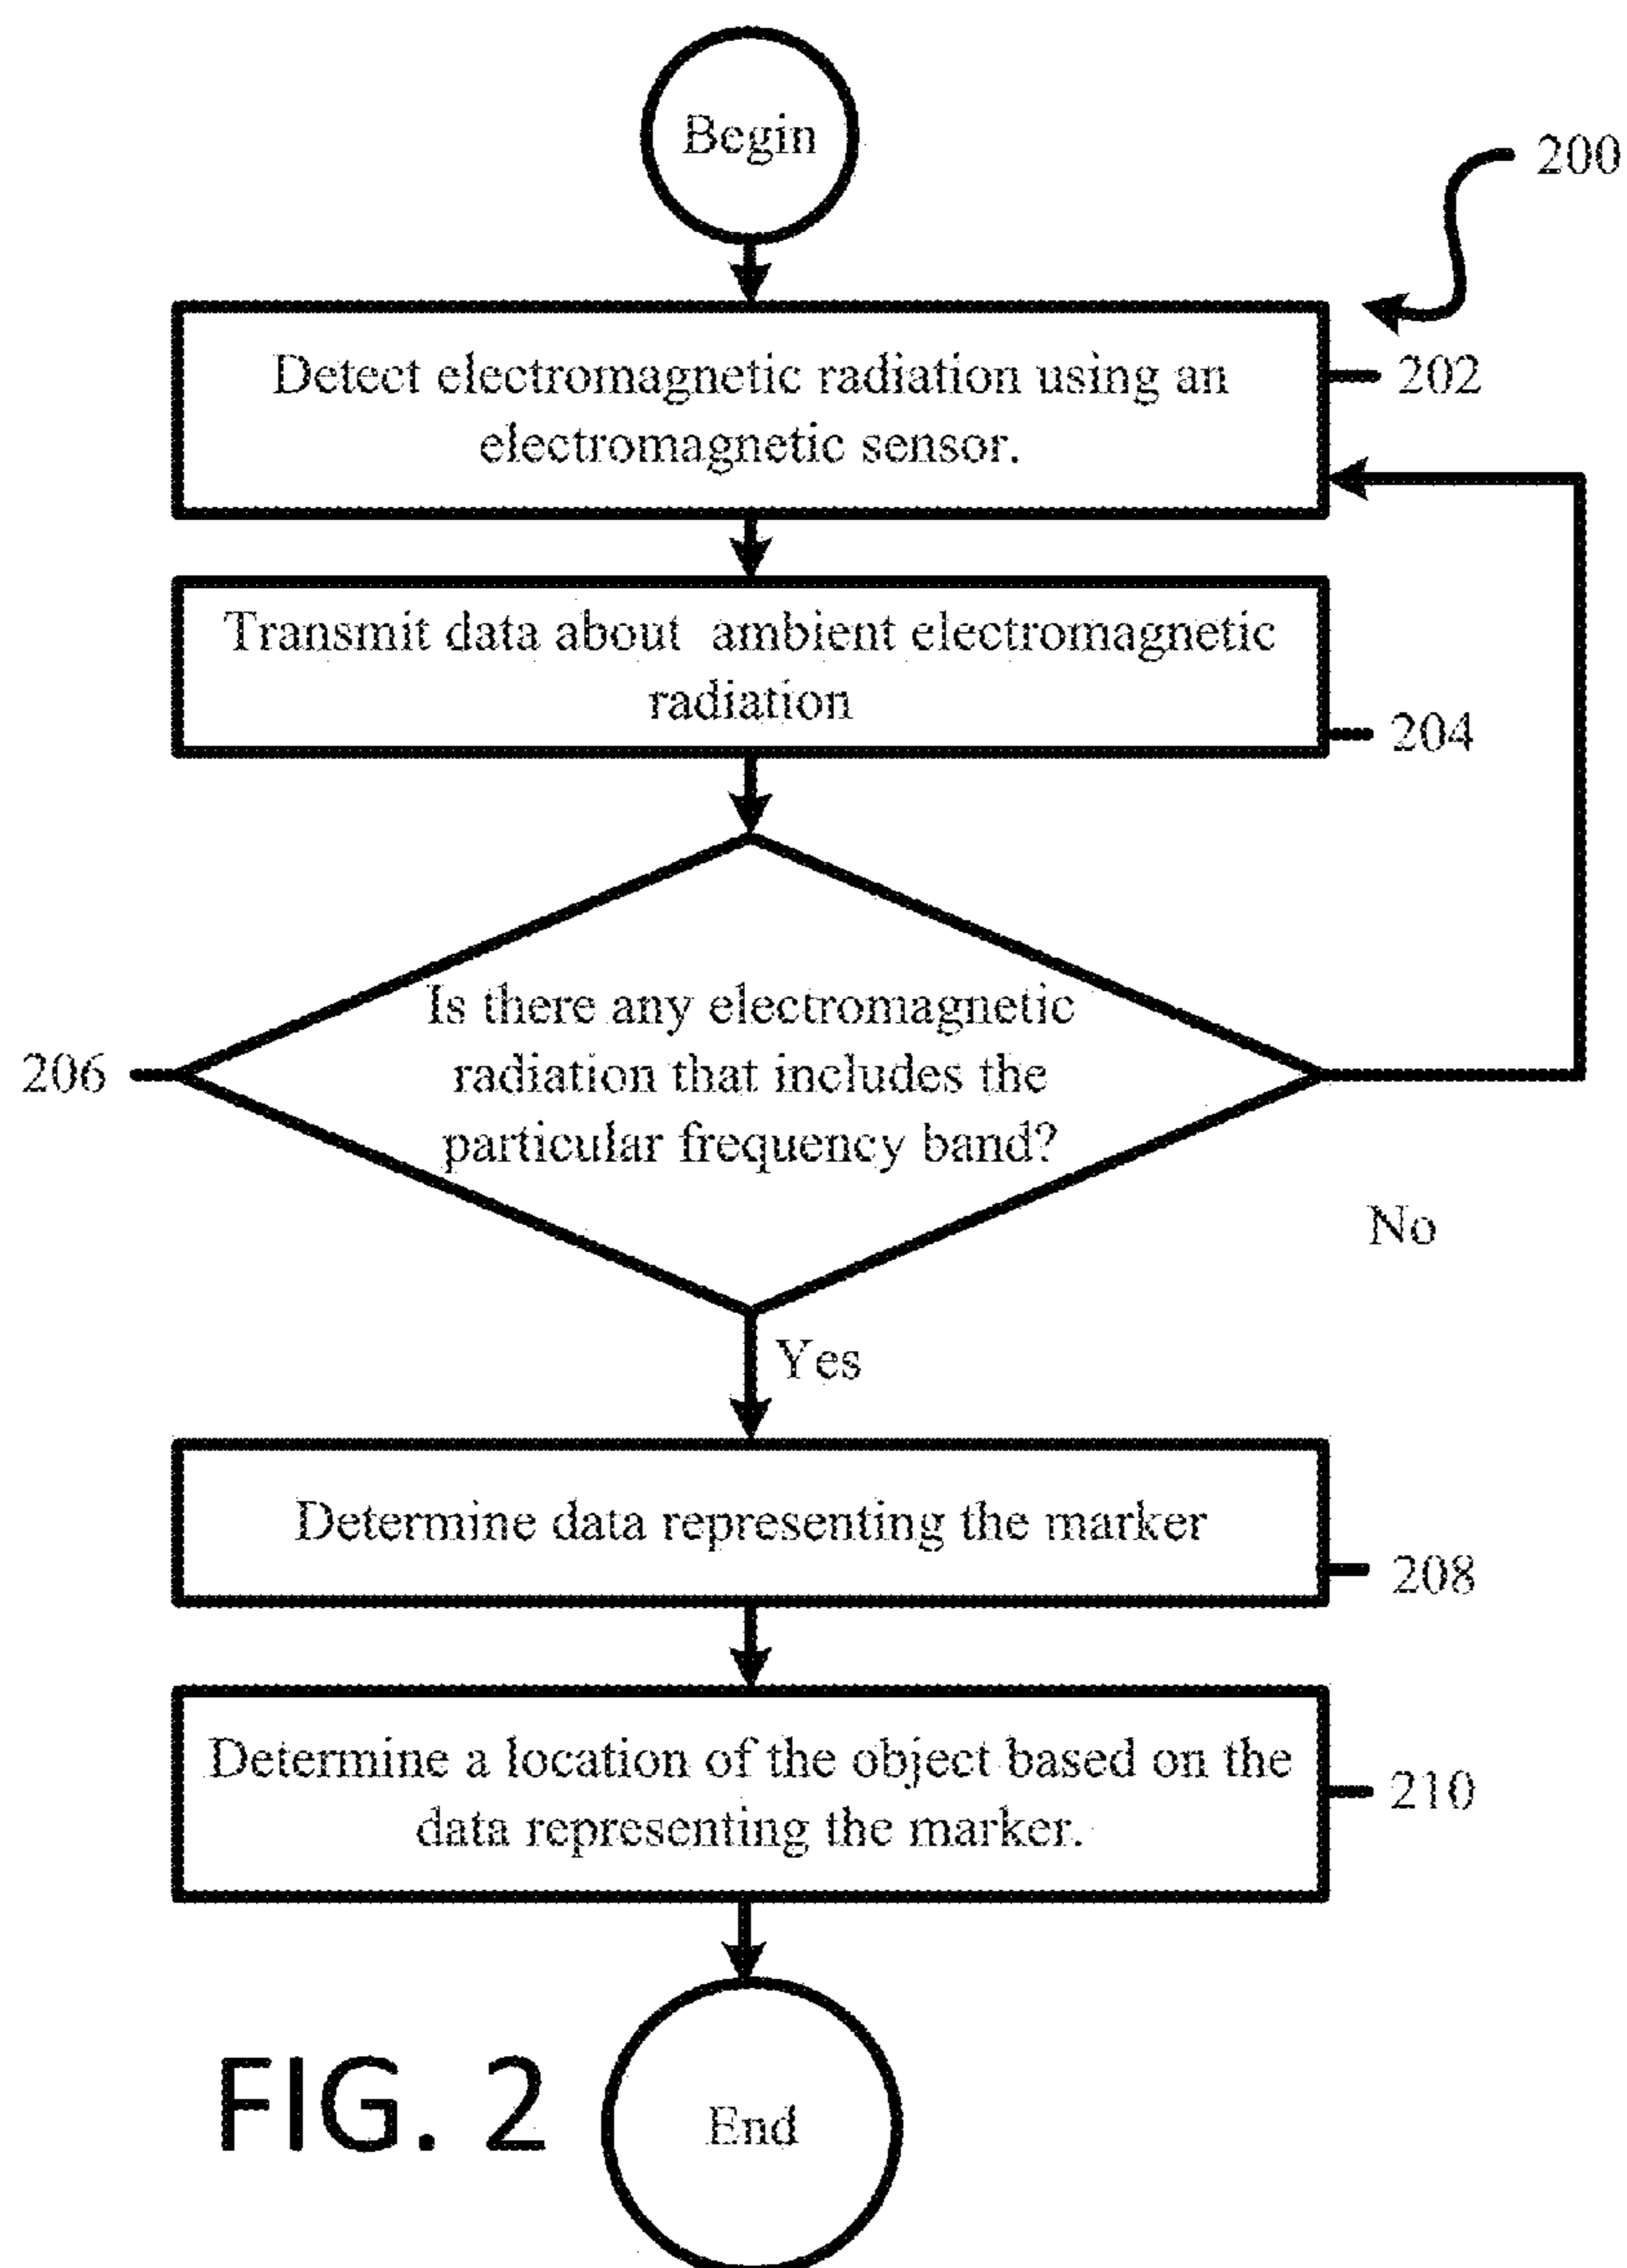 Begin
200
Detect electromagnetic radiation using an
electromagnetic sensor.
202
Transmit data about ambient electromagnetic
radiation
204
Is there any electromagnetic
radiation that includes the
particular frequency band?
206
No
Yes
Determine data representing the marker
208
Determine a location of the object based on the
data representing the marker.
210
FIG. 2
End